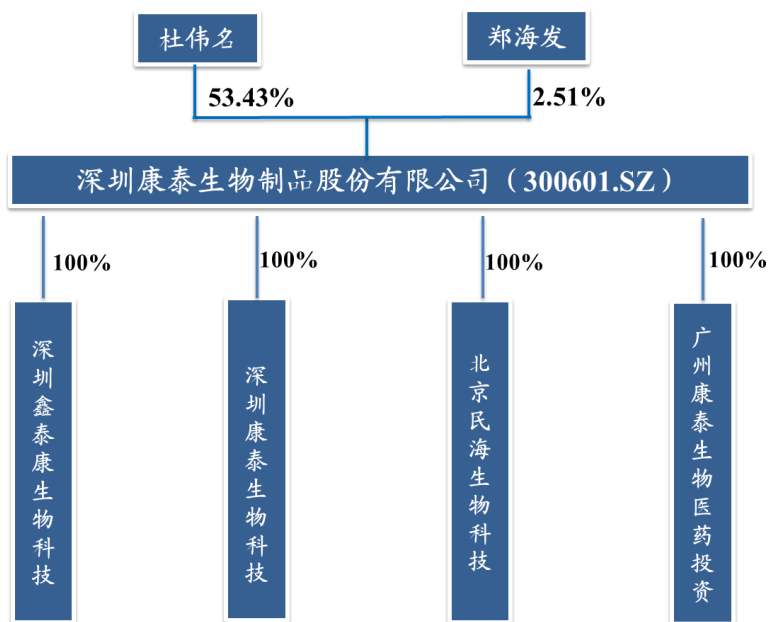 杜伟名
郑海发
53.43%
2.51%
深圳康泰生物制品股份有限公司（300601.SZ）
100%
100%
100%
100%
深圳鑫泰康生物科技
深圳康泰生物科技
北京民海生物科技
广州康泰生物医药投资